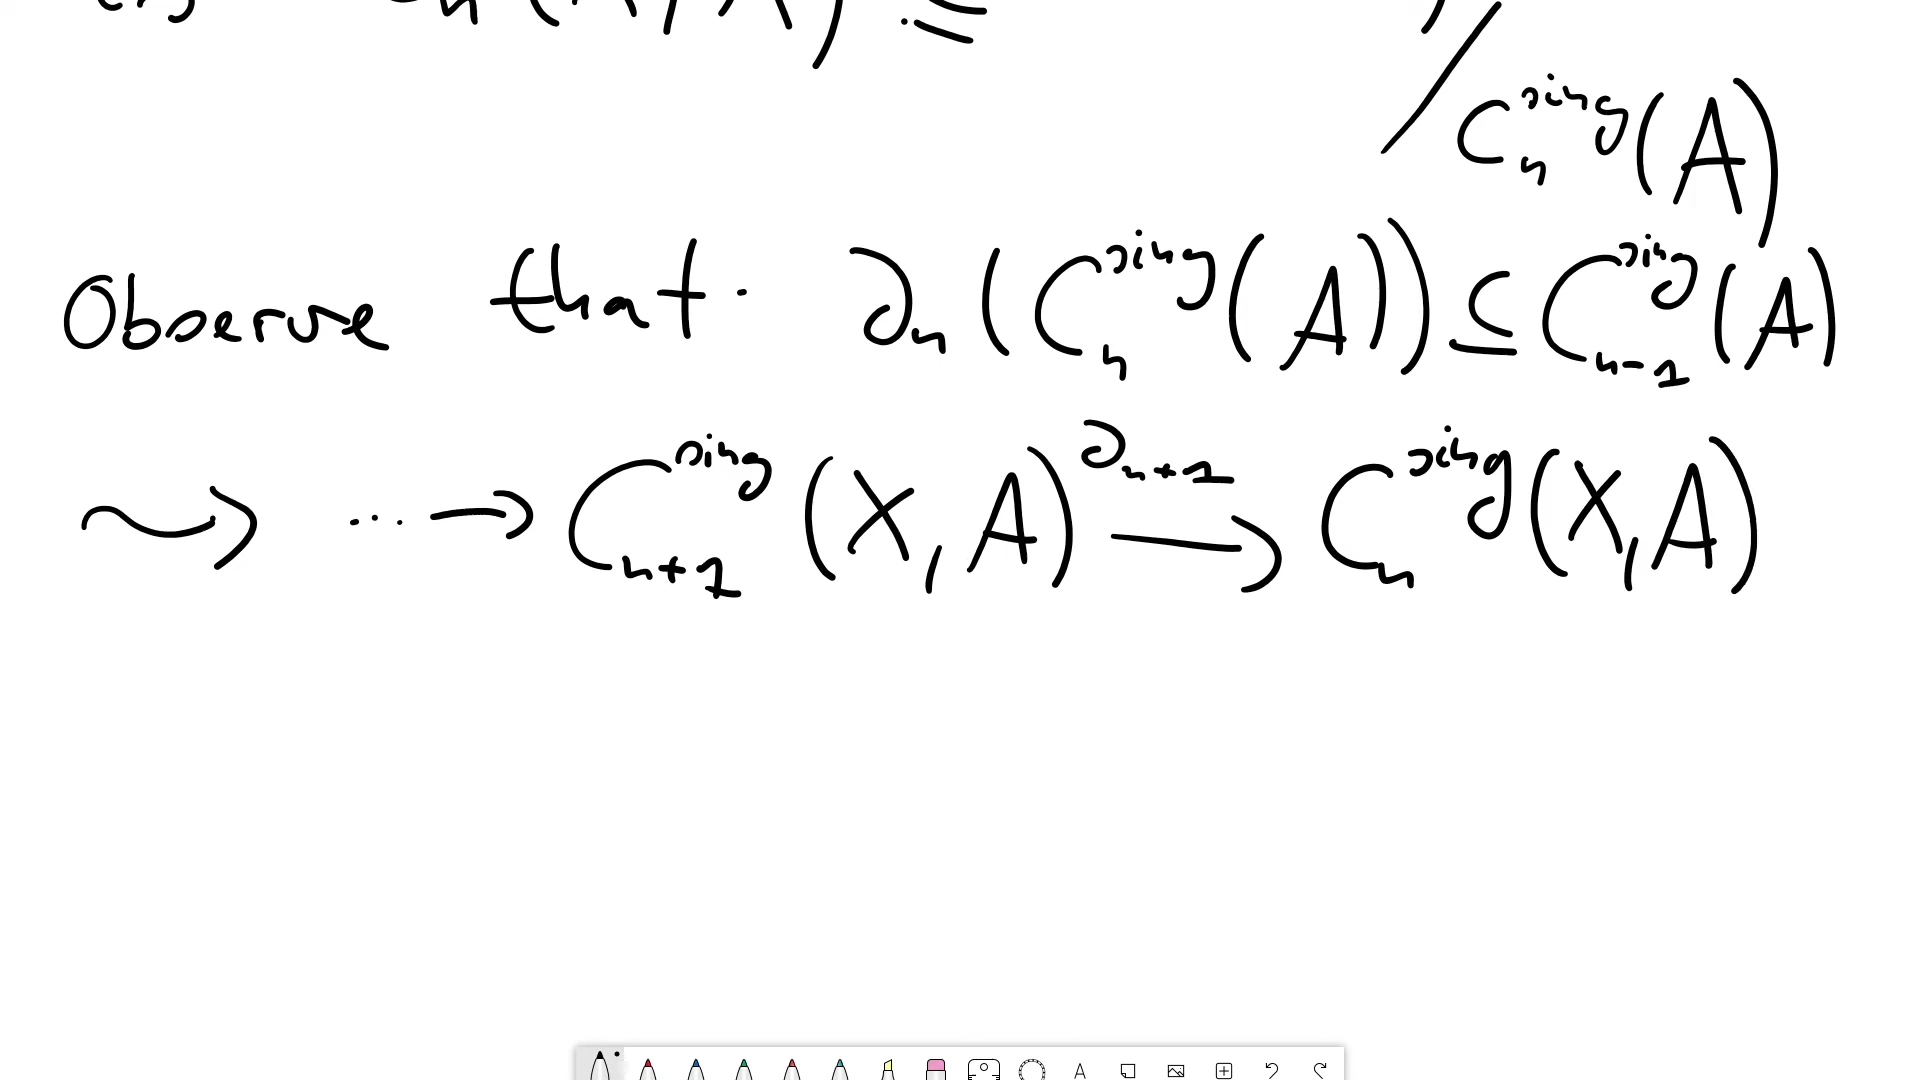 / C_n^{sing}(A)
Observe that ∂_n(C_n^{sing}(A)) ≤ C_{n-1}^{sing}(A)
⇝ ... → C_{n+1}^{sing}(X,A) ∂_{n+1}⟶ C_n^{sing}(X,A)
A